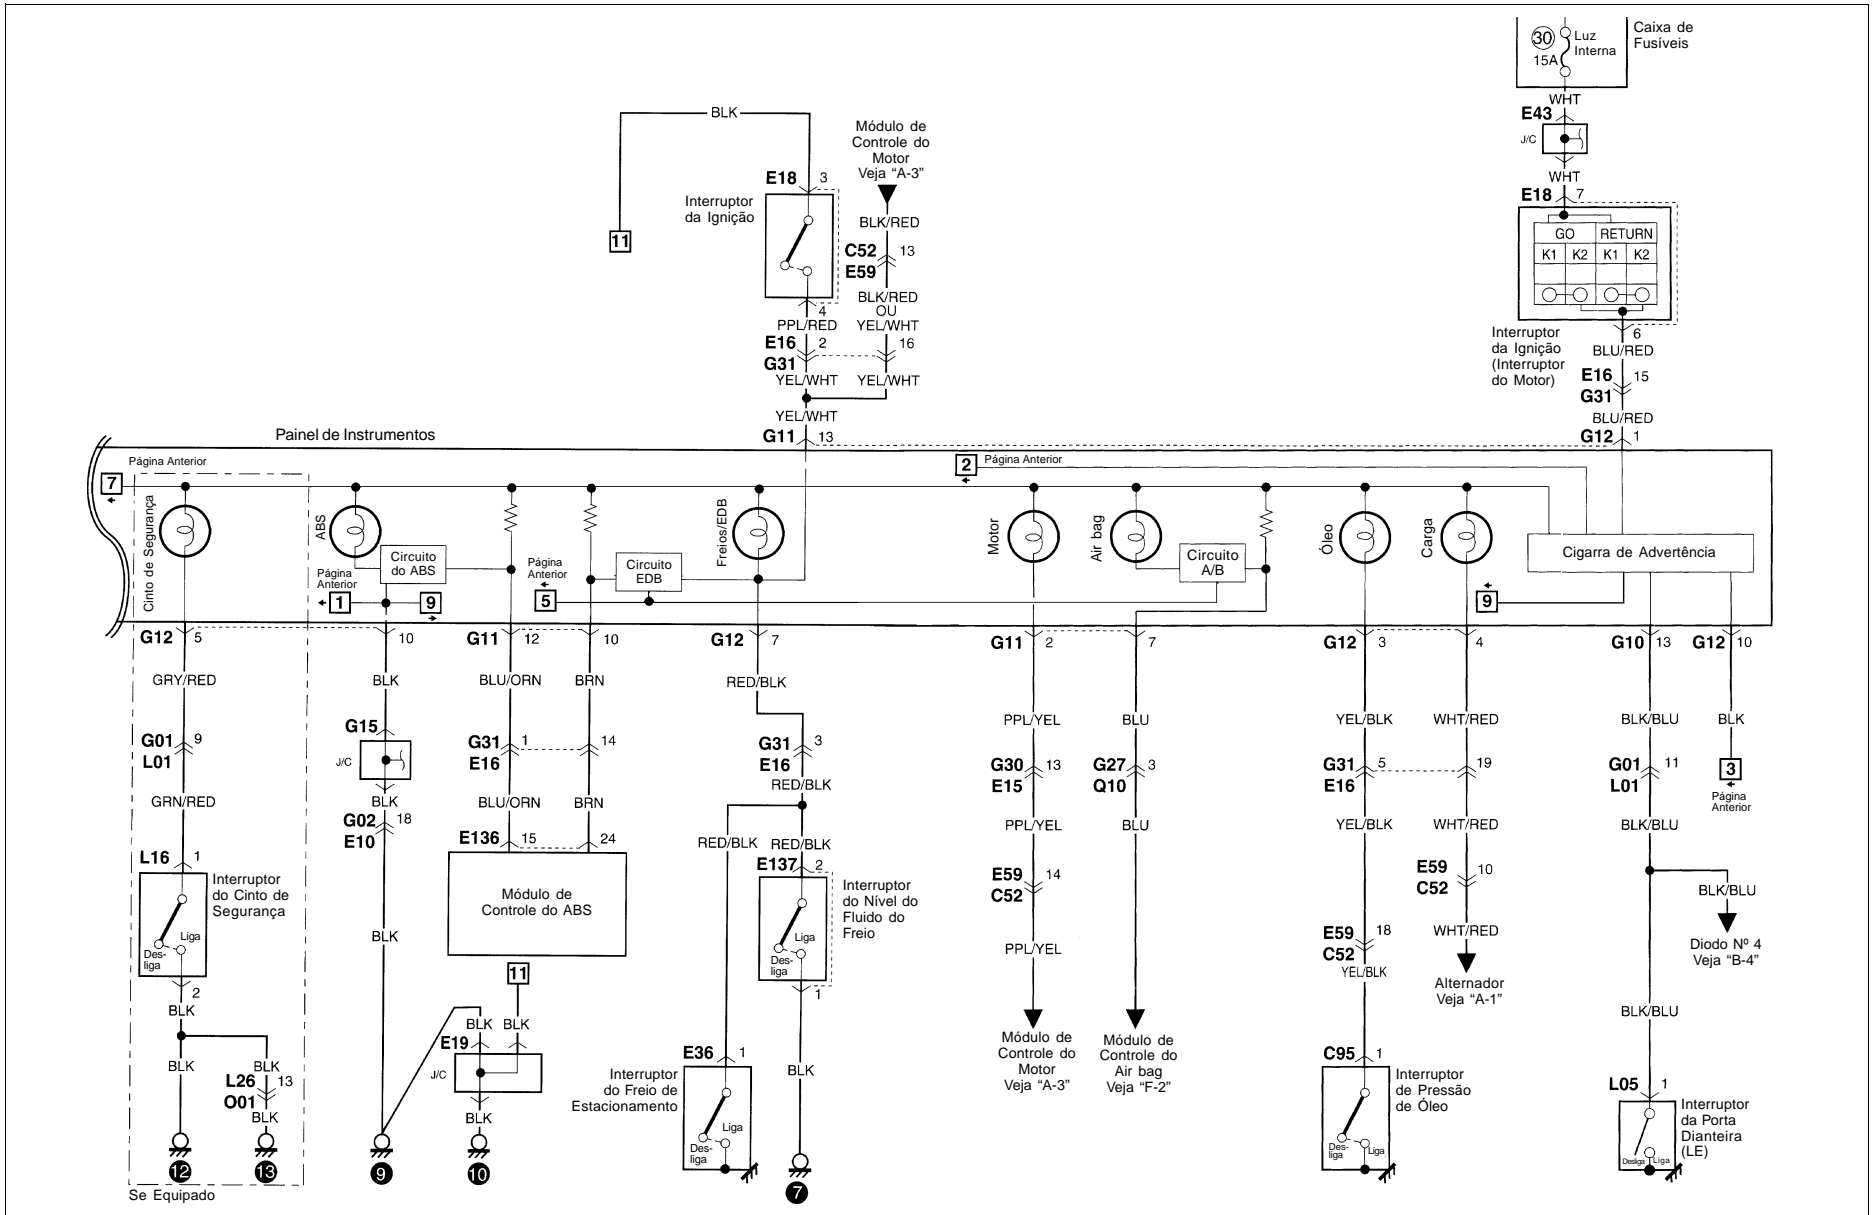 30
Luz
Interna
15A
Caixa de
Fusíveis
WHT
E43
J/C
WHT
E18 7
GO RETURN
K1 K2 K1 K2
Interruptor
da Ignição
(Interruptor
do Motor)
6
BLU/RED
E16 15
G31
BLU/RED
G12 1
BLK
11
E18 3
Interruptor
da Ignição
4
PPL/RED
E16 2
G31
YEL/WHT
YEL/WHT
G11 13
Módulo de
Controle do
Motor
Veja “A-3”
BLK/RED
C52 13
E59
BLK/RED
OU
YEL/WHT
16
YEL/WHT
Painel de Instrumentos
Página Anterior
7
2 Página Anterior
Cinto de Segurança
ABS
Circuito
do ABS
Página
Anterior
1
9
Página
Anterior
5
Circuito
EDB
Freios/EDB
Motor
Air bag
Circuito
A/B
Óleo
Carga
Cigarra de Advertência
9
G12 5
10
G11 12
10
G12 7
G11 2
7
G12 3
4
G10 13
G12 10
GRY/RED
G01 9
L01
GRN/RED
L16 1
Interruptor
do Cinto de
Segurança
Liga
Des-
liga
2
BLK
BLK
BLK
L26 13
O01
BLK
12
13
Se Equipado
BLK
G15
J/C
BLK
G02 18
E10
BLK
9
BLU/ORN
BRN
G31 1
E16
14
BLU/ORN
BRN
E136 15
24
Módulo de
Controle do ABS
11
BLK
BLK
E19
J/C
BLK
10
RED/BLK
G31 3
E16
RED/BLK
RED/BLK
RED/BLK
E137 2
Interruptor
do Nível do
Fluido do
Freio
Liga
Des-
liga
1
BLK
7
E36 1
Interruptor
do Freio de
Estacionamento
Liga
Des-
liga
PPL/YEL
G30 13
E15
PPL/YEL
E59 14
C52
PPL/YEL
Módulo de
Controle do
Motor
Veja “A-3”
BLU
G27 3
Q10
BLU
Módulo de
Controle do
Air bag
Veja “F-2”
YEL/BLK
G31 5
E16
YEL/BLK
E59 18
C52
YEL/BLK
C95 1
Interruptor
de Pressão
de Óleo
Des-
liga
Liga
WHT/RED
19
WHT/RED
E59 10
C52
WHT/RED
Alternador
Veja “A-1”
BLK/BLU
G01 11
L01
BLK/BLU
BLK/BLU
Diodo Nº 4
Veja “B-4”
BLK/BLU
L05 1
Interruptor
da Porta
Dianteira
(LE)
Desliga
Liga
BLK
3
Página
Anterior